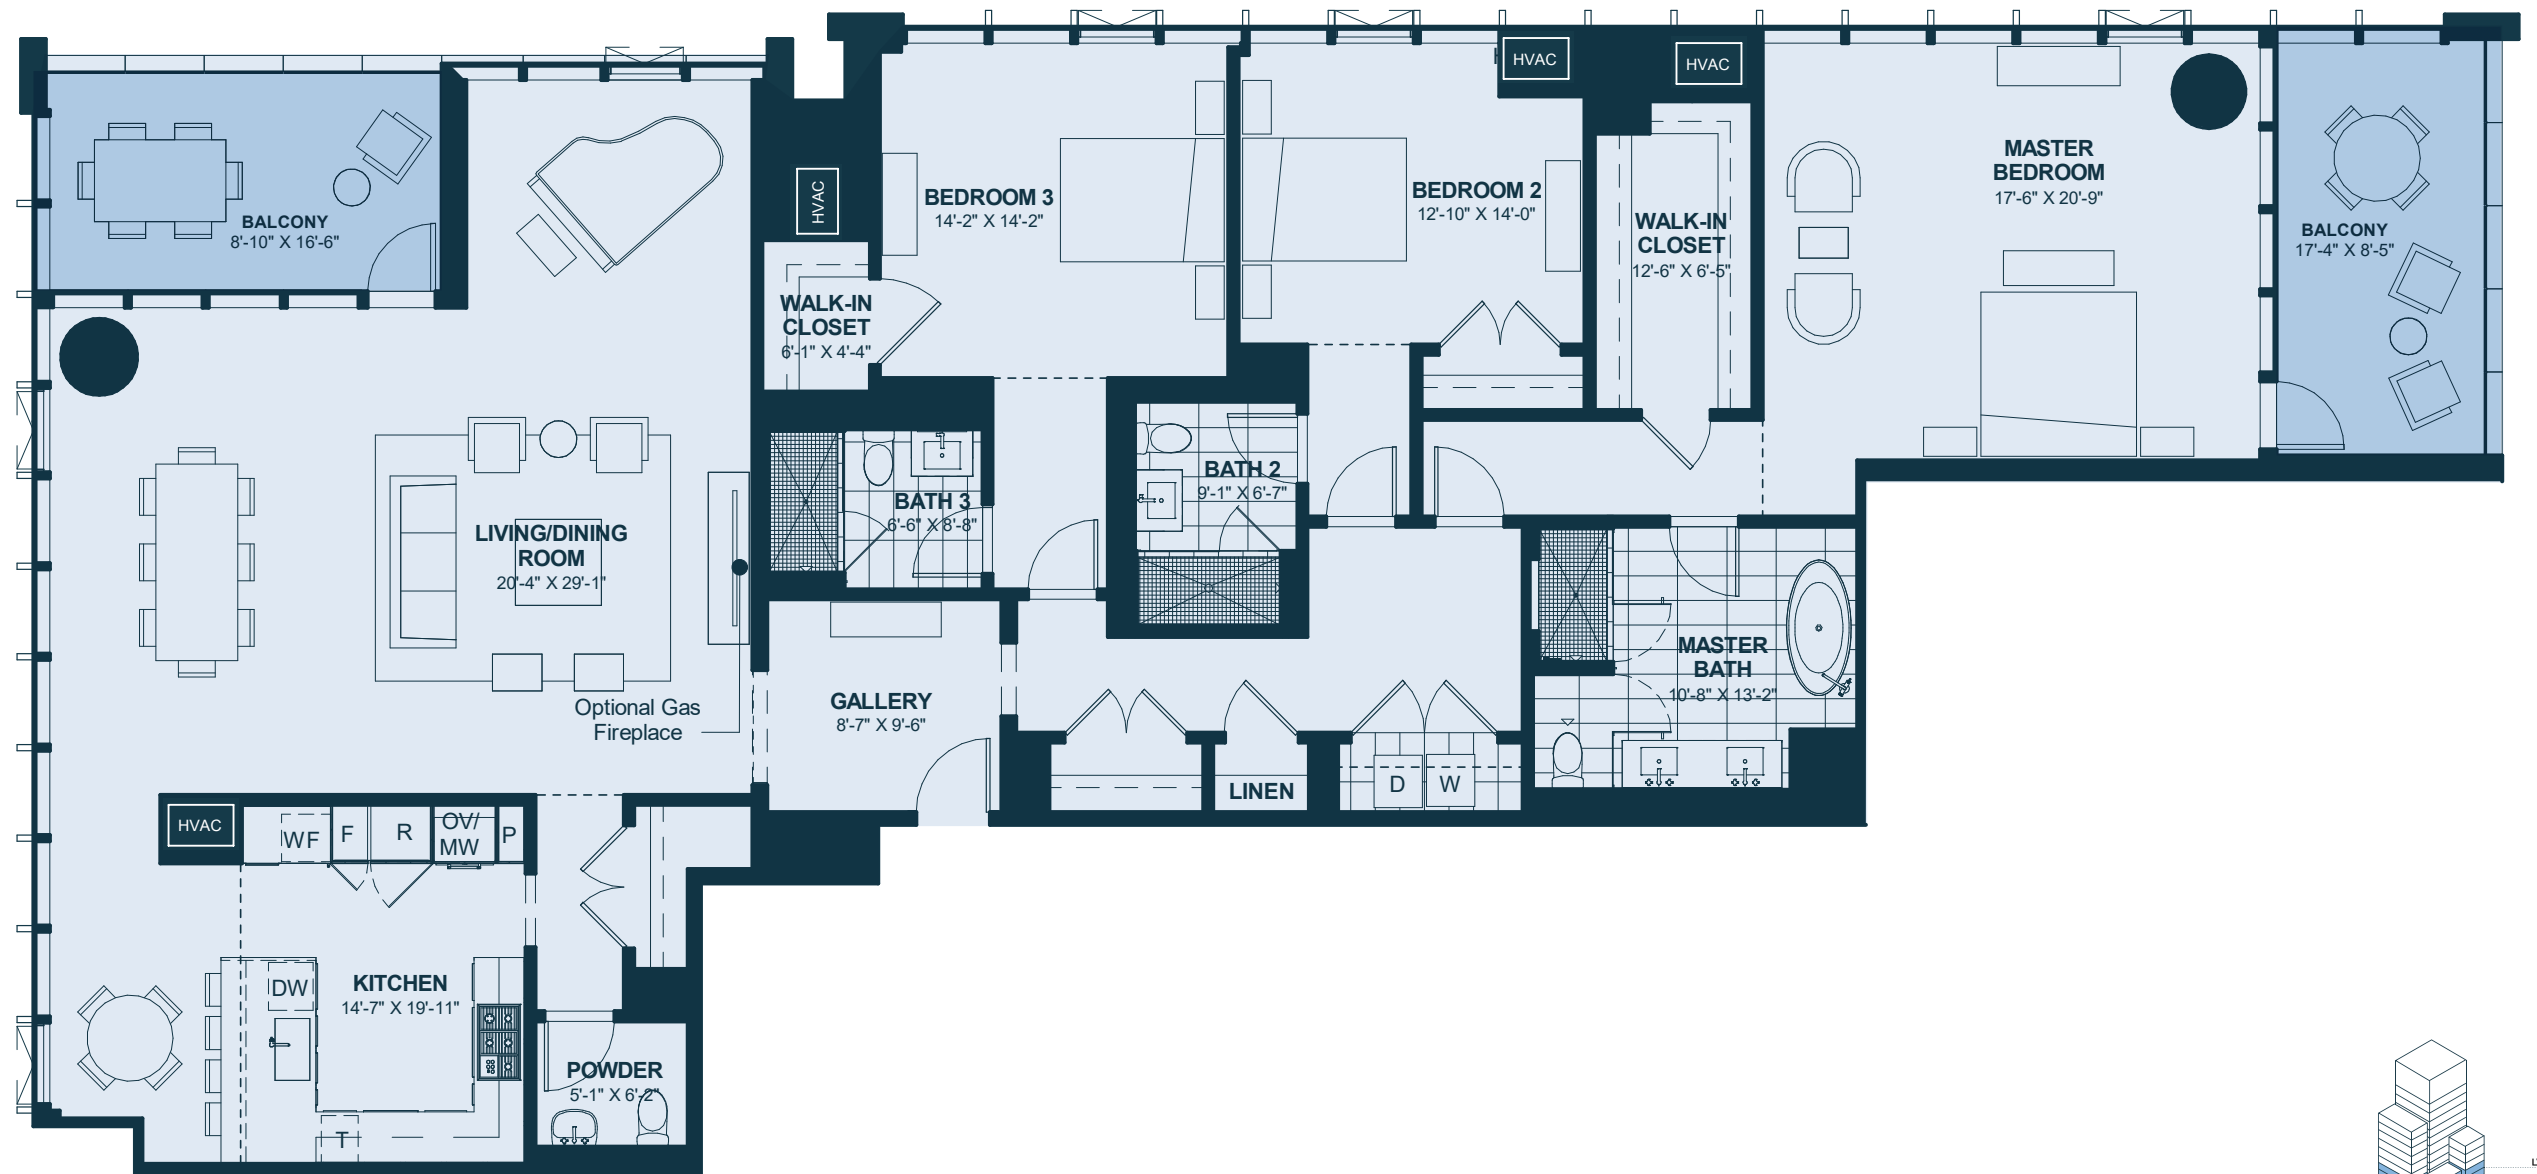 HVAC
HVAC
HVAC
MASTER
BEDROOM
17'-6" X 20'-9"
BEDROOM 3
14'-2" X 14'-2"
BEDROOM 2
12'-10" X 14'-0"
BALCONY
8'-10" X 16'-6"
WALK-IN
CLOSET
12'-6" X 6'-5"
BALCONY
17'-4" X 8'-5"
WALK-IN
CLOSET
6'-1" X 4'-4"
BATH 2
9'-1" X 6'-7"
BATH 3
6'-6" X 8'-8"
LIVING/DINING
ROOM
20'-4" X 29'-1"
MASTER
BATH
10'-8" X 13'-2"
Optional Gas
Fireplace
GALLERY
8'-7" X 9'-6"
LINEN
D
W
HVAC
WF
F
R
OV/
MW
P
DW
KITCHEN
14'-7" X 19'-11"
POWDER
5'-1" X 6'-2"
T